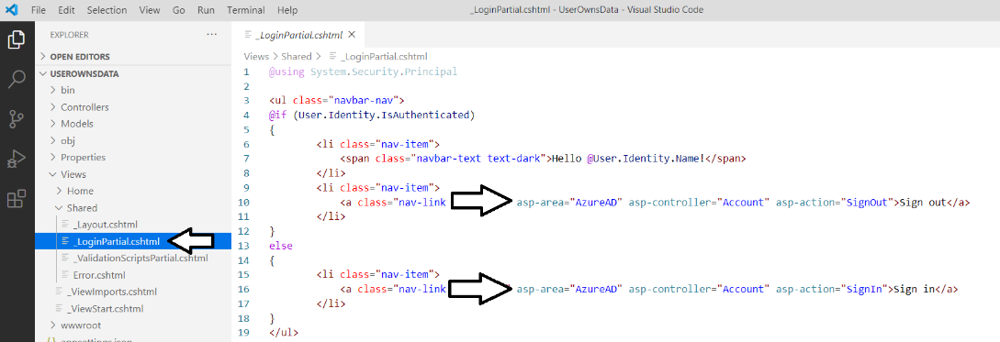 File Edit Selection View Go Run Terminal Help _LoginPartial.cshtml - UserOwnsData - Visual Studio Code
EXPLORER
OPEN EDITORS
USEROWNSDATA
bin
Controllers
Models
obj
Properties
Views
Home
Shared
_Layout.cshtml
_LoginPartial.cshtml
_ValidationScriptsPartial.cshtml
Error.cshtml
_ViewImports.cshtml
_ViewStart.cshtml
wwwroot
appsettings.json
_LoginPartial.cshtml
Views > Shared > _LoginPartial.cshtml
1 @using System.Security.Principal
2
3 <ul class="navbar-nav">
4 @if (User.Identity.IsAuthenticated)
5 {
6 <li class="nav-item">
7 <span class="navbar-text text-dark">Hello @User.Identity.Name!</span>
8 </li>
9 <li class="nav-item">
10 <a class="nav-link asp-area="AzureAD" asp-controller="Account" asp-action="SignOut">Sign out</a>
11 </li>
12 }
13 else
14 {
15 <li class="nav-item">
16 <a class="nav-link " asp-area="AzureAD" asp-controller="Account" asp-action="SignIn">Sign in</a>
17 </li>
18 }
19 </ul>